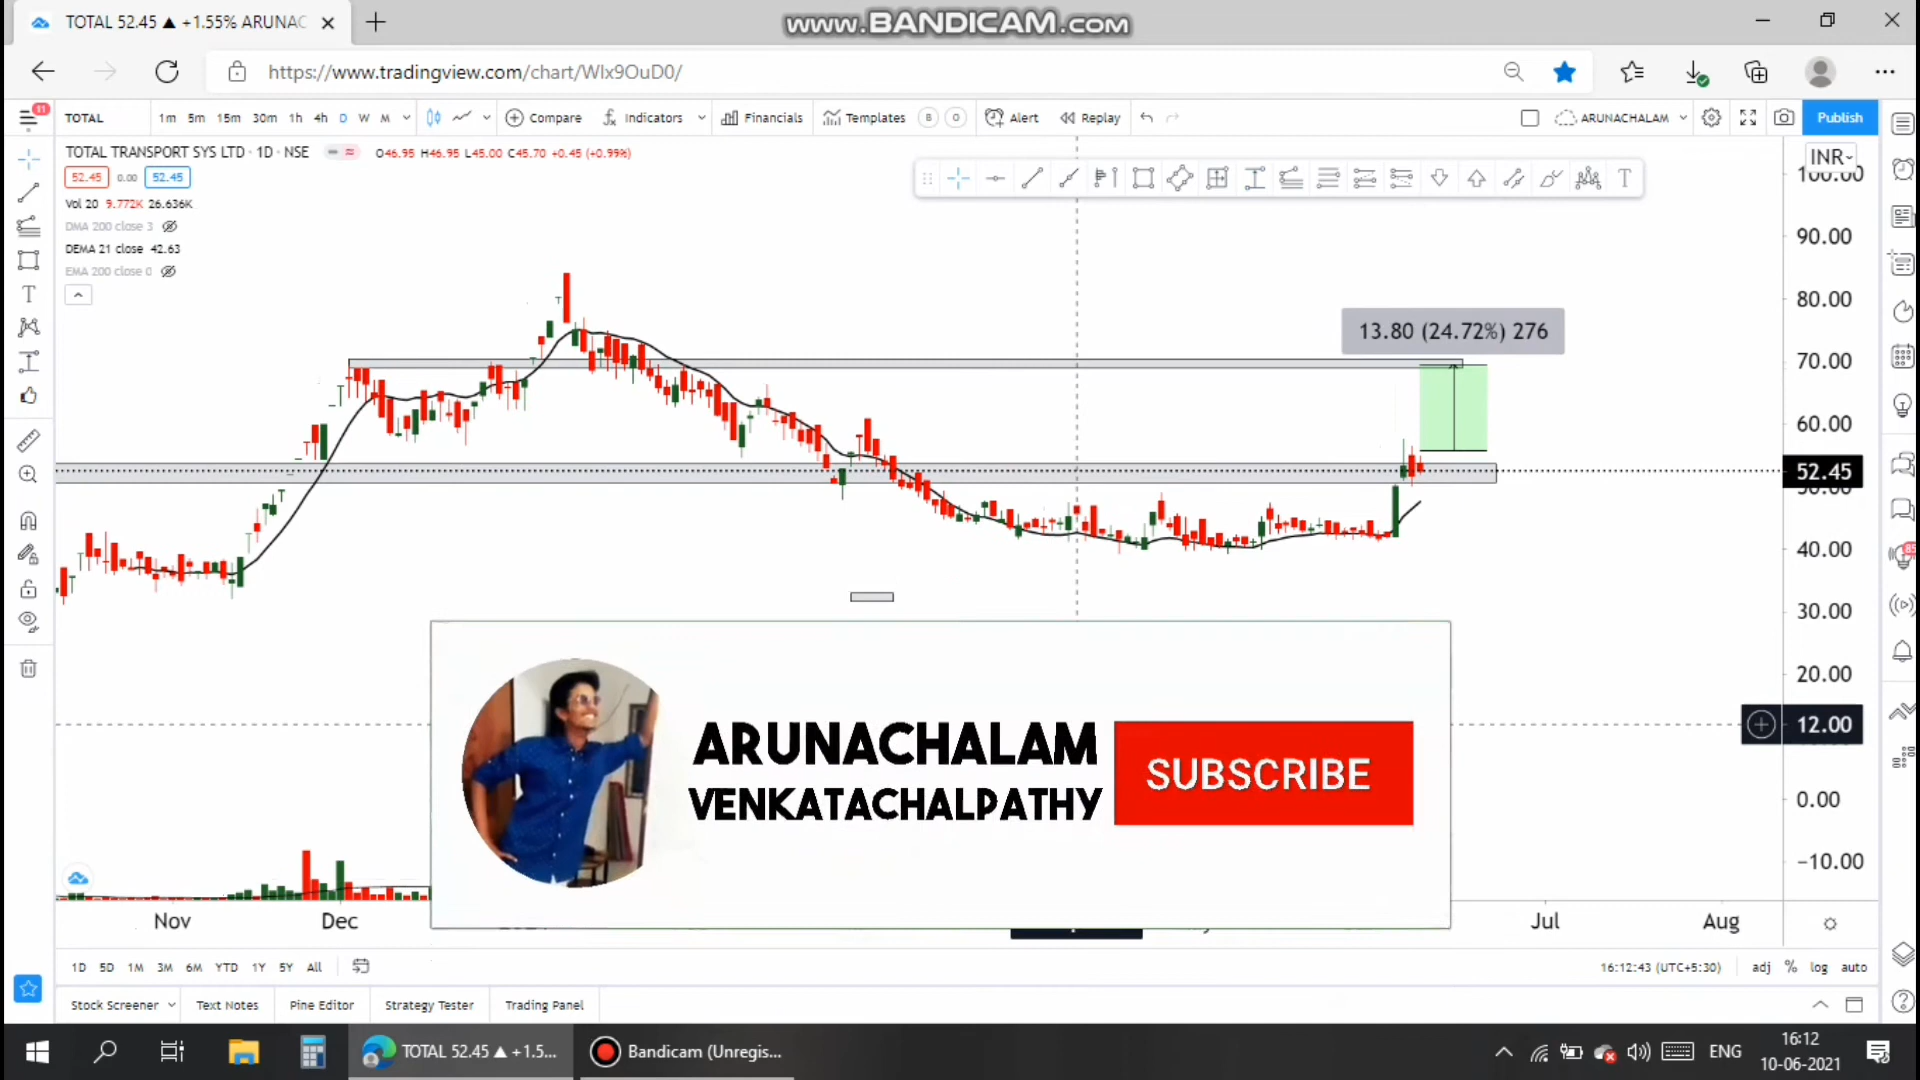 www.BANDICAM.com
TOTAL 52.45 ▲ +1.55% ARUNAC
https://www.tradingview.com/chart/Wlx9OuD0/
11
TOTAL 1m 5m 15m 30m 1h 4h D W M Compare Indicators Financials Templates B O Alert Replay ARUNACHALAM Publish
TOTAL TRANSPORT SYS LTD · 1D · NSE O46.95 H46.95 L45.00 C45.70 +0.45 (+0.99%)
INR
100.00
52.45 0.00 52.45
Vol 20 9.772K 26.636K
DMA 200 close 3
DEMA 21 close 42.63
EMA 200 close 0
90.00
80.00
13.80 (24.72%) 276
70.00
60.00
52.45
50.00
40.00
30.00
20.00
12.00
0.00
−10.00
ARUNACHALAM
VENKATACHALPATHY
SUBSCRIBE
Nov Dec Jul Aug
1D 5D 1M 3M 6M YTD 1Y 5Y All 16:12:43 (UTC+5:30) adj % log auto
Stock Screener Text Notes Pine Editor Strategy Tester Trading Panel
TOTAL 52.45 ▲ +1.5... Bandicam (Unregis... ENG 16:12
10-06-2021